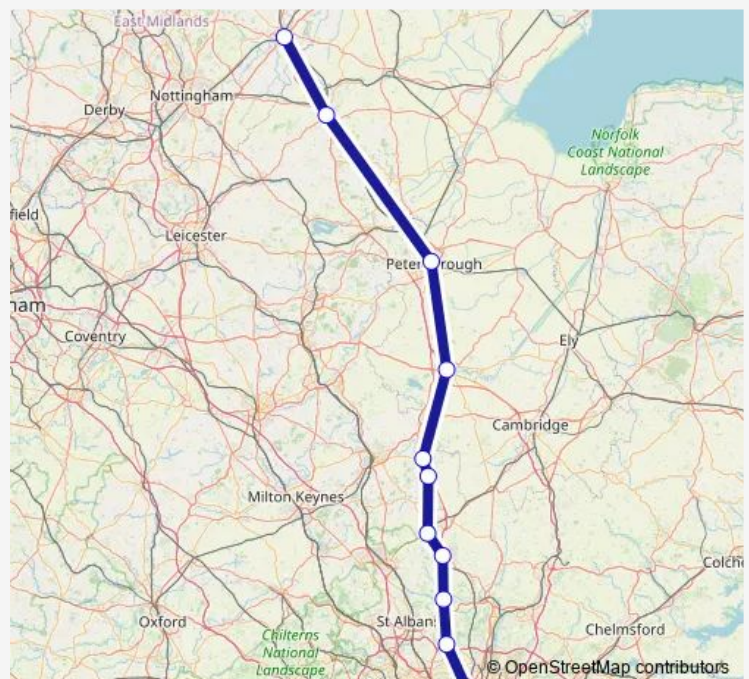 East Midlands
Nottingham
Derby
Norfolk
Coast National
Landscape
field
Leicester
Peterborough
ham
Coventry
Ely
Cambridge
Milton Keynes
Colche
Oxford
St Albans
Chelmsford
Chilterns
National
Landscape
© OpenStreetMap contributors